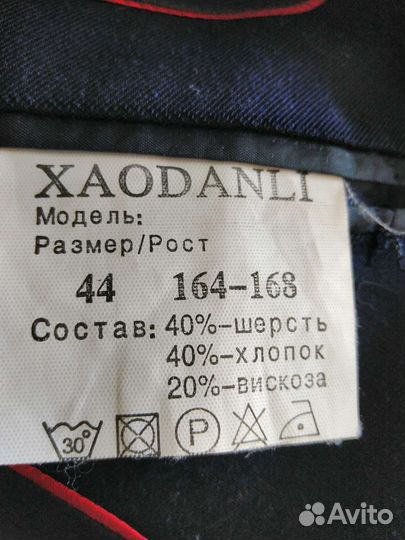 XAODANLI
Модель:
Размер/Рост
44 164-168
Состав: 40%-шерсть
40%-хлопок
20%-вискоза
30° P
Avito